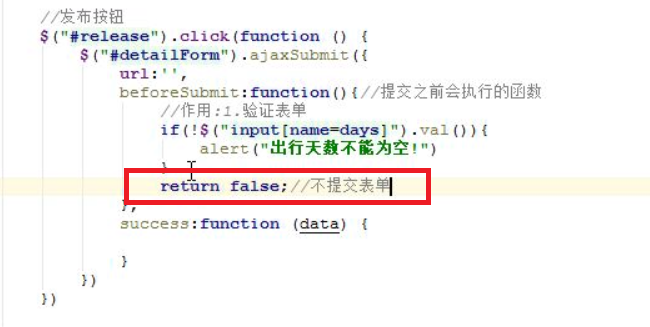 //发布按钮
$("#release").click(function () {
$("#detailForm").ajaxSubmit({
url:'',
beforeSubmit:function(){//提交之前会执行的函数
//作用:1.验证表单
if(!$("input[name=days]").val()){
alert("出行天数不能为空!")
}
return false;//不提交表单
},
success:function (data) {
}
})
})